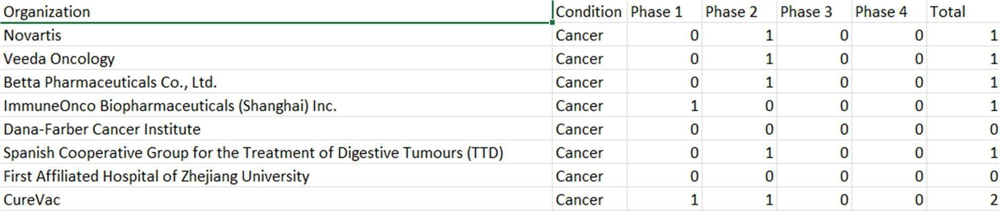 Organization Condition Phase 1 Phase 2 Phase 3 Phase 4 Total
Novartis Cancer 0 1 0 0 1
Veeda Oncology Cancer 0 1 0 0 1
Betta Pharmaceuticals Co., Ltd. Cancer 0 1 0 0 1
ImmuneOnco Biopharmaceuticals (Shanghai) Inc. Cancer 1 0 0 0 1
Dana-Farber Cancer Institute Cancer 0 0 0 0 0
Spanish Cooperative Group for the Treatment of Digestive Tumours (TTD) Cancer 0 1 0 0 1
First Affiliated Hospital of Zhejiang University Cancer 0 0 0 0 0
CureVac Cancer 1 1 0 0 2